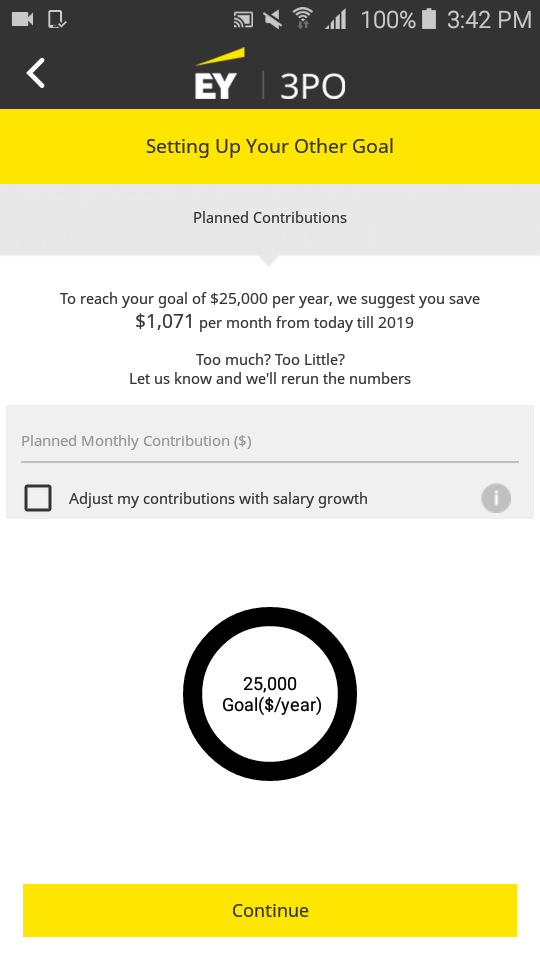 100% 3:42 PM
EY | 3PO
Setting Up Your Other Goal
Planned Contributions
To reach your goal of $25,000 per year, we suggest you save
$1,071 per month from today till 2019
Too much? Too Little?
Let us know and we'll rerun the numbers
Planned Monthly Contribution ($)
Adjust my contributions with salary growth
i
25,000
Goal($/year)
Continue